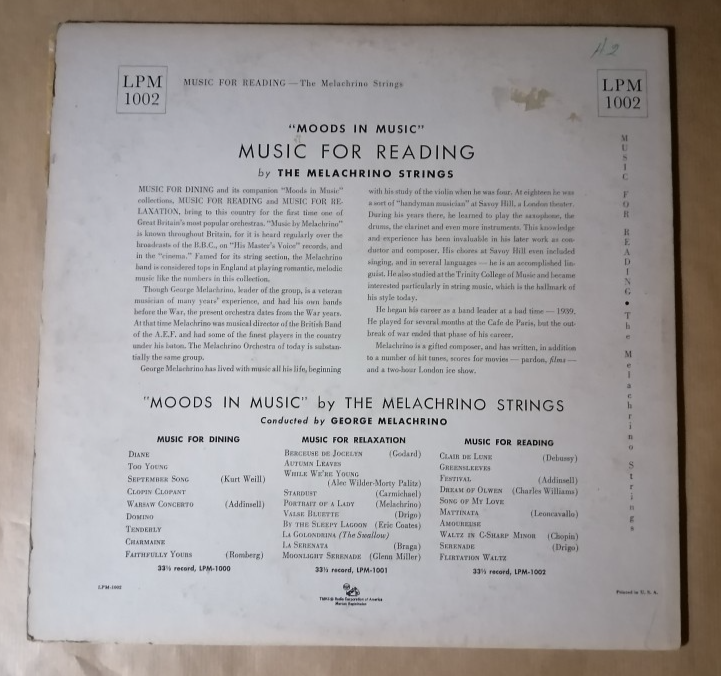 A2
LPM
1002
MUSIC FOR READING — The Melachrino Strings
LPM
1002
"MOODS IN MUSIC"
MUSIC FOR READING
by THE MELACHRINO STRINGS
MUSIC FOR DINING and its companion "Moods in Music"
collections, MUSIC FOR READING and MUSIC FOR RE-
LAXATION, bring to this country for the first time one of
Great Britain's most popular orchestras. "Music by Melachrino"
is known throughout Britain, for it is heard regularly over the
broadcasts of the B.B.C., on "His Master's Voice" records, and
in the "cinema." Famed for its string section, the Melachrino
band is considered tops in England at playing romantic, melodic
music like the numbers in this collection.
Though George Melachrino, leader of the group, is a veteran
musician of many years' experience, and had his own bands
before the War, the present orchestra dates from the War years.
At that time Melachrino was musical director of the British Band
of the A.E.F. and had some of the finest players in the country
under his baton. The Melachrino Orchestra of today is substan-
tially the same group.
George Melachrino has lived with music all his life, beginning
with his study of the violin when he was four. At eighteen he was
a sort of "handyman musician" at Savoy Hill, a London theater.
During his years there, he learned to play the saxophone, the
drums, the clarinet and even more instruments. This knowledge
and experience has been invaluable in his later work as con-
ductor and composer. His chores at Savoy Hill even included
singing, and in several languages — he is an accomplished lin-
guist. He also studied at the Trinity College of Music and became
interested particularly in string music, which is the hallmark of
his style today.
He began his career as a band leader at a bad time — 1939.
He played for several months at the Cafe de Paris, but the out-
break of war ended that phase of his career.
Melachrino is a gifted composer, and has written, in addition
to a number of hit tunes, scores for movies — pardon, films —
and a two-hour London ice show.
MUSIC FOR READING • The Melachrino Strings
"MOODS IN MUSIC" by THE MELACHRINO STRINGS
Conducted by GEORGE MELACHRINO
MUSIC FOR DINING
DIANE
TOO YOUNG
SEPTEMBER SONG (Kurt Weill)
CLOPIN CLOPANT
WARSAW CONCERTO (Addinsell)
DOMINO
TENDERLY
CHARMAINE
FAITHFULLY YOURS (Romberg)
33⅓ record, LPM-1000
MUSIC FOR RELAXATION
BERCEUSE DE JOCELYN (Godard)
AUTUMN LEAVES
WHILE WE'RE YOUNG
(Alec Wilder-Morty Palitz)
STARDUST (Carmichael)
PORTRAIT OF A LADY (Melachrino)
VALSE BLUETTE (Drigo)
BY THE SLEEPY LAGOON (Eric Coates)
LA GOLONDRINA (The Swallow)
LA SERENATA (Braga)
MOONLIGHT SERENADE (Glenn Miller)
33⅓ record, LPM-1001
MUSIC FOR READING
CLAIR DE LUNE (Debussy)
GREENSLEEVES
FESTIVAL (Addinsell)
DREAM OF OLWEN (Charles Williams)
SONG OF MY LOVE
MATTINATA (Leoncavallo)
AMOUREUSE
WALTZ IN C-SHARP MINOR (Chopin)
SERENADE (Drigo)
FLIRTATION WALTZ
33⅓ record, LPM-1002
LPM-1002
TMKS ® Radio Corporation of America
Marcas Registradas
Printed in U. S. A.